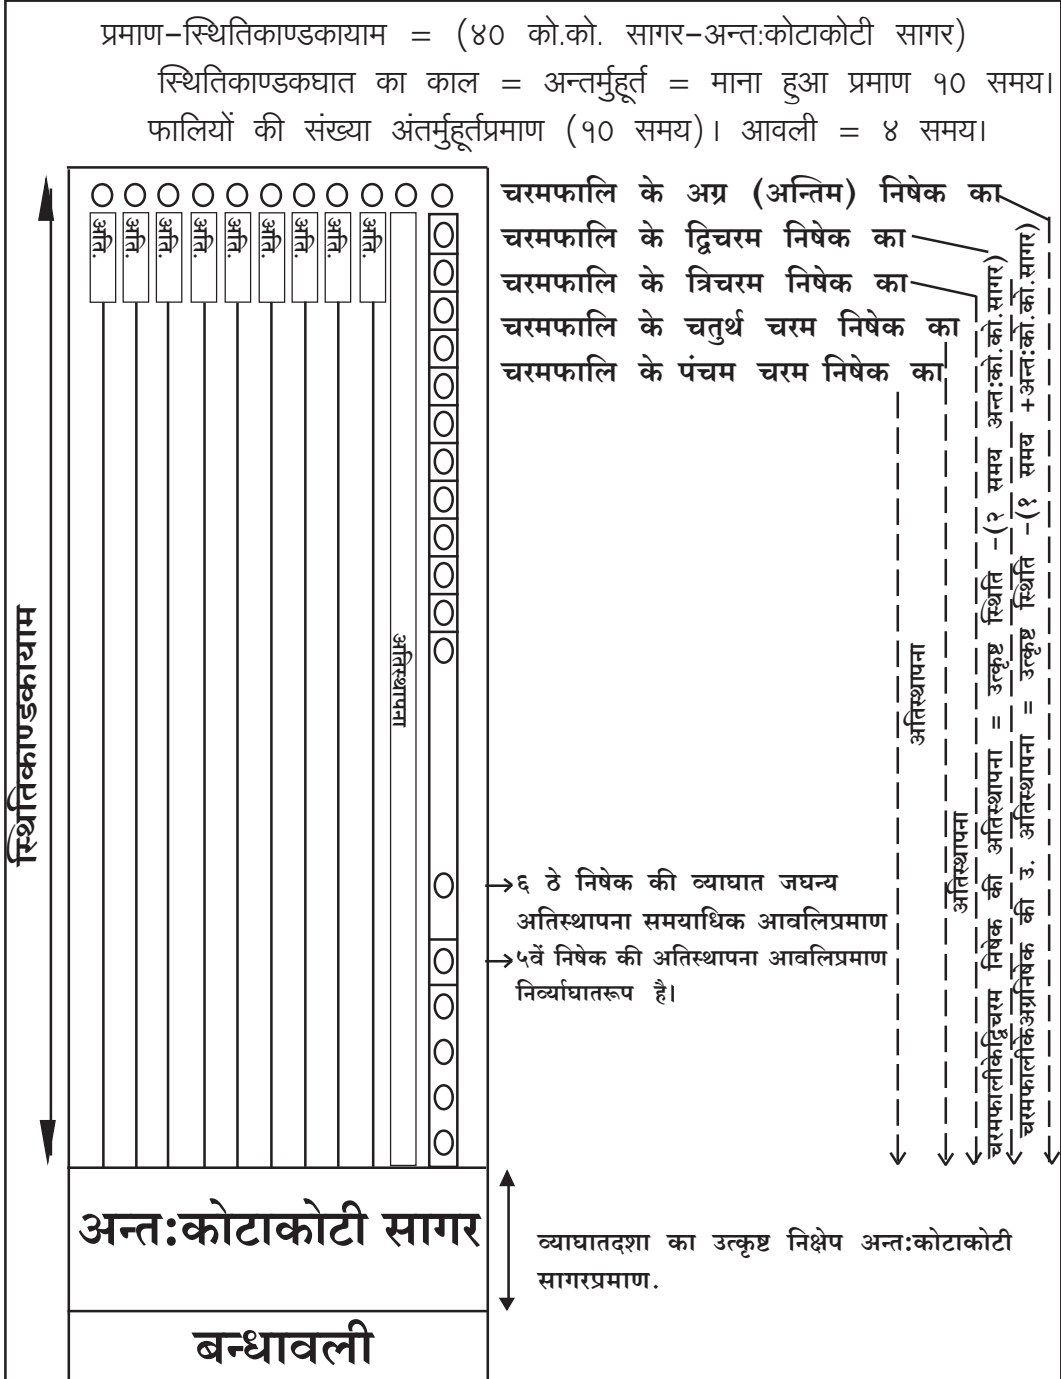 प्रमाण–स्थितिकाण्डकायाम = (४० को.को. सागर–अन्त:कोटाकोटी सागर)
स्थितिकाण्डकघात का काल = अन्तर्मुहूर्त = माना हुआ प्रमाण १० समय।
फालियों की संख्या अंतर्मुहूर्तप्रमाण (१० समय)। आवली = ४ समय।
स्थितिकाण्डकायाम
अति.
अति.
अति.
अति.
अति.
अति.
अति.
अति.
अति.
अतिस्थापना
चरमफालि के अग्र (अन्तिम) निषेक का
चरमफालि के द्विचरम निषेक का
चरमफालि के त्रिचरम निषेक का
चरमफालि के चतुर्थ चरम निषेक का
चरमफालि के पंचम चरम निषेक का
अतिस्थापना
अतिस्थापना
चरमफालीकेद्विचरम निषेक की अतिस्थापना = उत्कृष्ट स्थिति –(२ समय अन्त:को.को.सागर)
चरमफालीकेअग्रनिषेक की उ. अतिस्थापना = उत्कृष्ट स्थिति –(१ समय +अन्त:को.को.सागर)
६ ठे निषेक की व्याघात जघन्य
अतिस्थापना समयाधिक आवलिप्रमाण
५वें निषेक की अतिस्थापना आवलिप्रमाण
निर्व्याघातरूप है।
अन्त:कोटाकोटी सागर
व्याघातदशा का उत्कृष्ट निक्षेप अन्त:कोटाकोटी
सागरप्रमाण.
बन्धावली